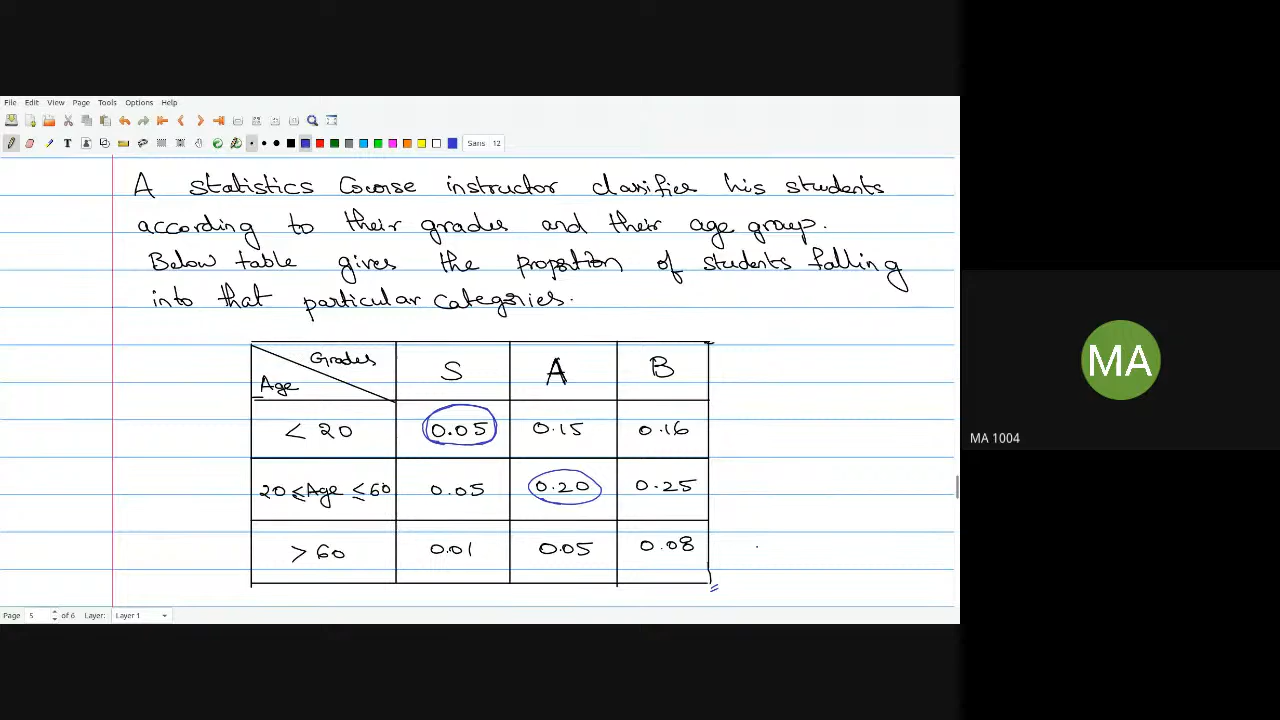 File Edit View Page Tools Options Help
Sans 12
A statistics Course instructor classifies his students
according to their grades and their age group.
Below table gives the proportion of students falling
into that particular categories.
Grades S A B
Age
< 20 0.05 0.15 0.16
20 ≤ Age ≤ 60 0.05 0.20 0.25
> 60 0.01 0.05 0.08
MA
MA 1004
Page 5 of 6 Layer: Layer 1